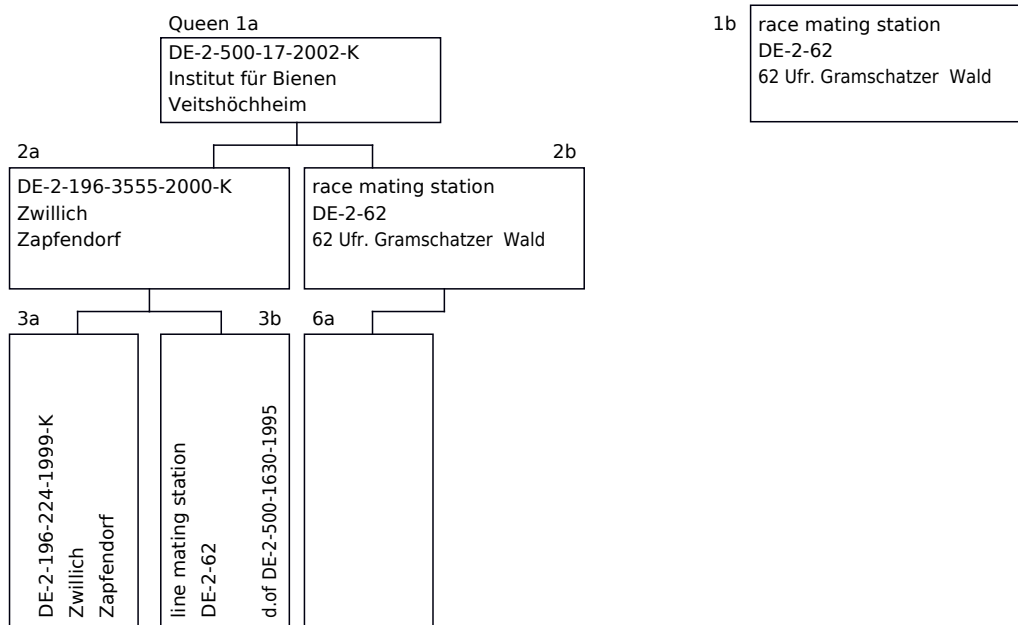 Queen 1a
DE-2-500-17-2002-K
Institut für Bienen
Veitshöchheim
1b
race mating station
DE-2-62
62 Ufr. Gramschatzer Wald
2a
DE-2-196-3555-2000-K
Zwillich
Zapfendorf
2b
race mating station
DE-2-62
62 Ufr. Gramschatzer Wald
3a
DE-2-196-224-1999-K
Zwillich
Zapfendorf
3b
line mating station
DE-2-62
d.of DE-2-500-1630-1995
6a